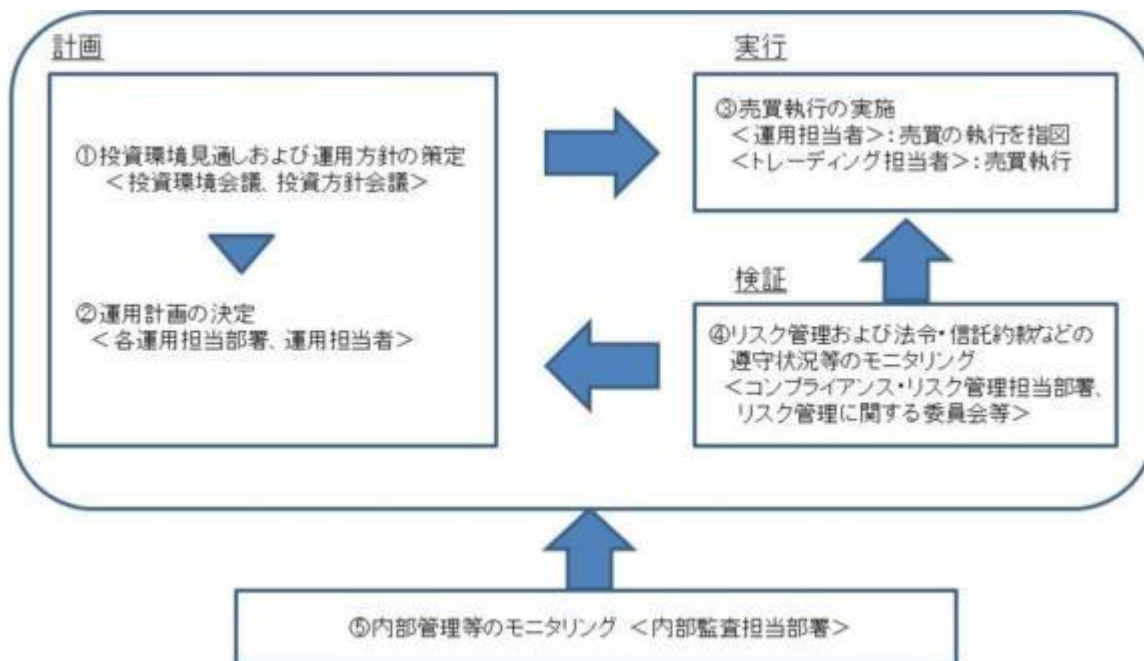 計画
①投資環境見通しおよび運用方針の策定
＜投資環境会議、投資方針会議＞
②運用計画の決定
＜各運用担当部署、運用担当者＞
実行
③売買執行の実施
＜運用担当者＞：売買の執行を指図
＜トレーディング担当者＞：売買執行
検証
④リスク管理および法令・信託約款などの
遵守状況等のモニタリング
＜コンプライアンス・リスク管理担当部署、
リスク管理に関する委員会等＞
⑤内部管理等のモニタリング ＜内部監査担当部署＞